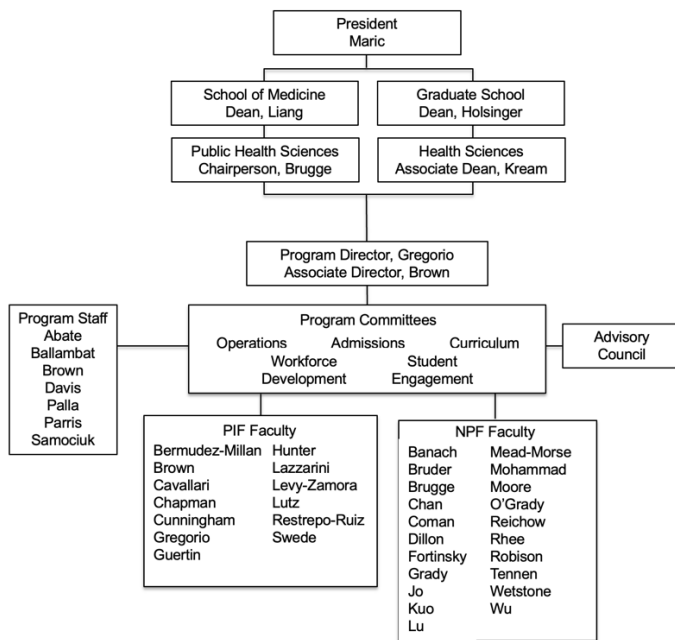 President
Maric
School of Medicine
Dean, Liang
Graduate School
Dean, Holsinger
Public Health Sciences
Chairperson, Brugge
Health Sciences
Associate Dean, Kream
Program Director, Gregorio
Associate Director, Brown
Program Staff
Abate
Ballambat
Brown
Davis
Palla
Parris
Samociuk
Program Committees
Operations Admissions Curriculum
Workforce Development
Student Engagement
Advisory
Council
PIF Faculty
Bermudez-Millan Hunter
Brown Lazzarini
Cavallari Levy-Zamora
Chapman Lutz
Cunningham Restrepo-Ruiz
Gregorio Swede
Guertin
NPF Faculty
Banach Mead-Morse
Bruder Mohammad
Brugge Moore
Chan O'Grady
Coman Reichow
Dillon Rhee
Fortinsky Robison
Grady Tennen
Jo Wetstone
Kuo Wu
Lu